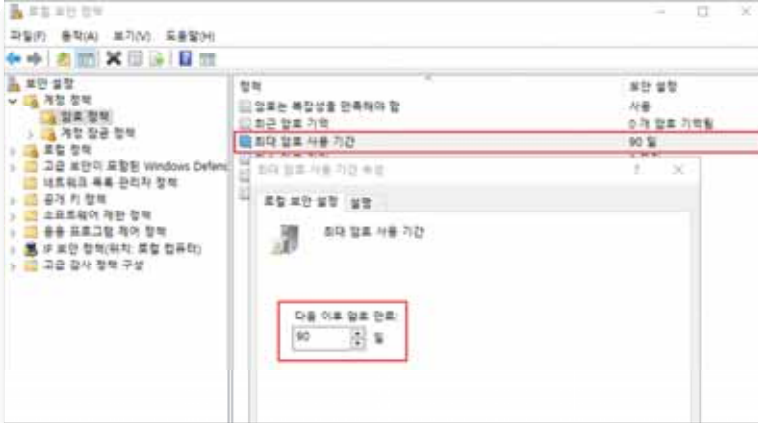 로컬 보안 정책
파일(F) 동작(A) 보기(V) 도움말(H)
보안 설정
계정 정책
암호 정책
계정 잠금 정책
로컬 정책
고급 보안이 포함된 Windows Defend
네트워크 목록 관리자 정책
공개 키 정책
소프트웨어 제한 정책
응용 프로그램 제어 정책
IP 보안 정책(위치: 로컬 컴퓨터)
고급 감사 정책 구성
정책 보안 설정
암호는 복잡성을 만족해야 함 사용
최근 암호 기억 0 개 암호 기억됨
최대 암호 사용 기간 90 일
최대 암호 사용 기간 속성 ? ×
로컬 보안 설정 설명
최대 암호 사용 기간
다음 이후 암호 만료:
90 일